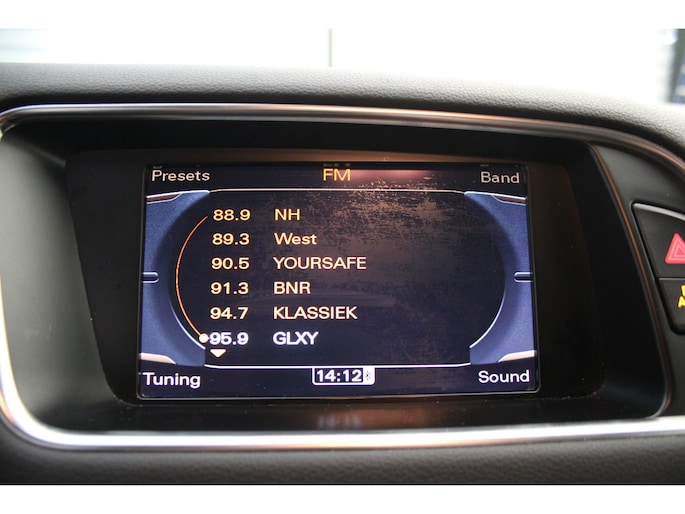 Presets FM Band
88.9 NH
89.3 West
90.5 YOURSAFE
91.3 BNR
94.7 KLASSIEK
95.9 GLXY
Tuning 14:12 Sound